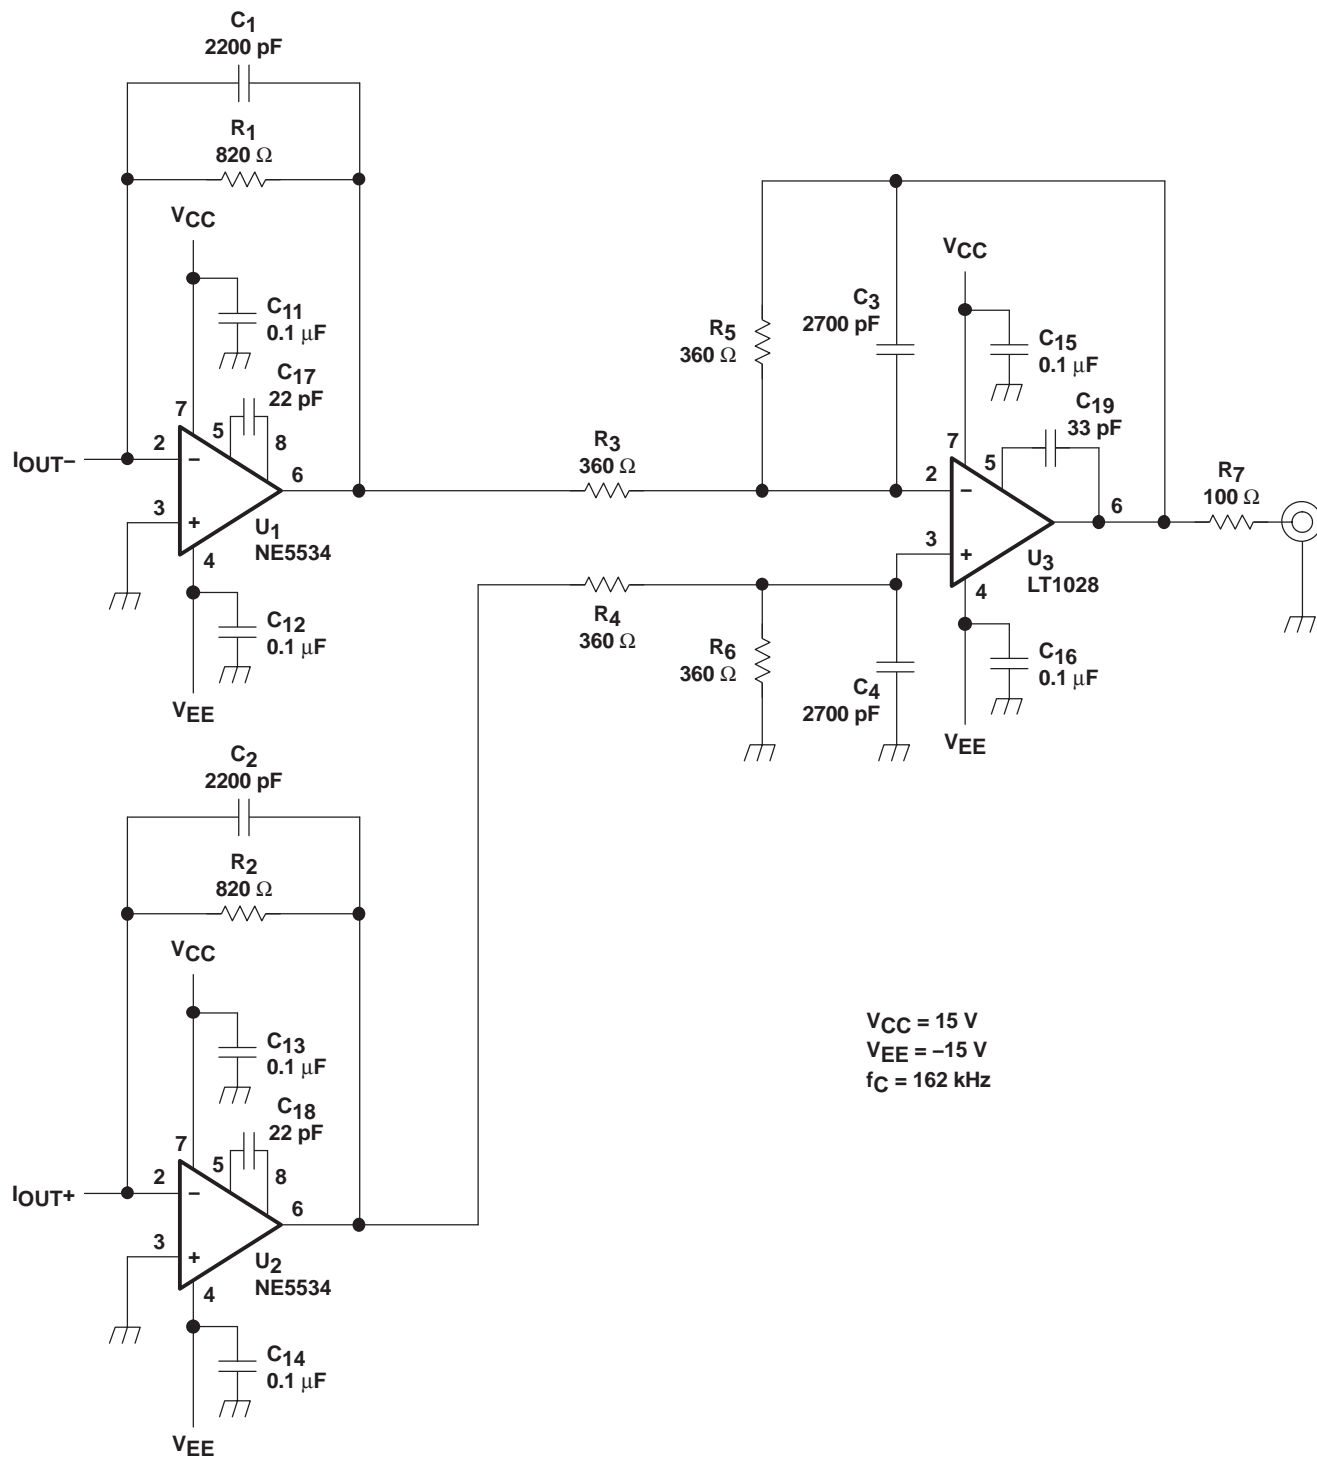 C1
2200 pF
R1
820 Ω
VCC
C11
0.1 μF
C17
22 pF
7
5
8
2
IOUT–
–
6
3
+
U1
NE5534
4
C12
0.1 μF
VEE
R3
360 Ω
R5
360 Ω
C3
2700 pF
VCC
C15
0.1 μF
C19
33 pF
7
5
2
–
6
R7
100 Ω
3
+
U3
LT1028
4
R4
360 Ω
R6
360 Ω
C4
2700 pF
C16
0.1 μF
VEE
C2
2200 pF
R2
820 Ω
VCC
C13
0.1 μF
C18
22 pF
7
5
8
2
IOUT+
–
6
3
+
U2
NE5534
4
C14
0.1 μF
VEE
VCC = 15 V
VEE = –15 V
fC = 162 kHz